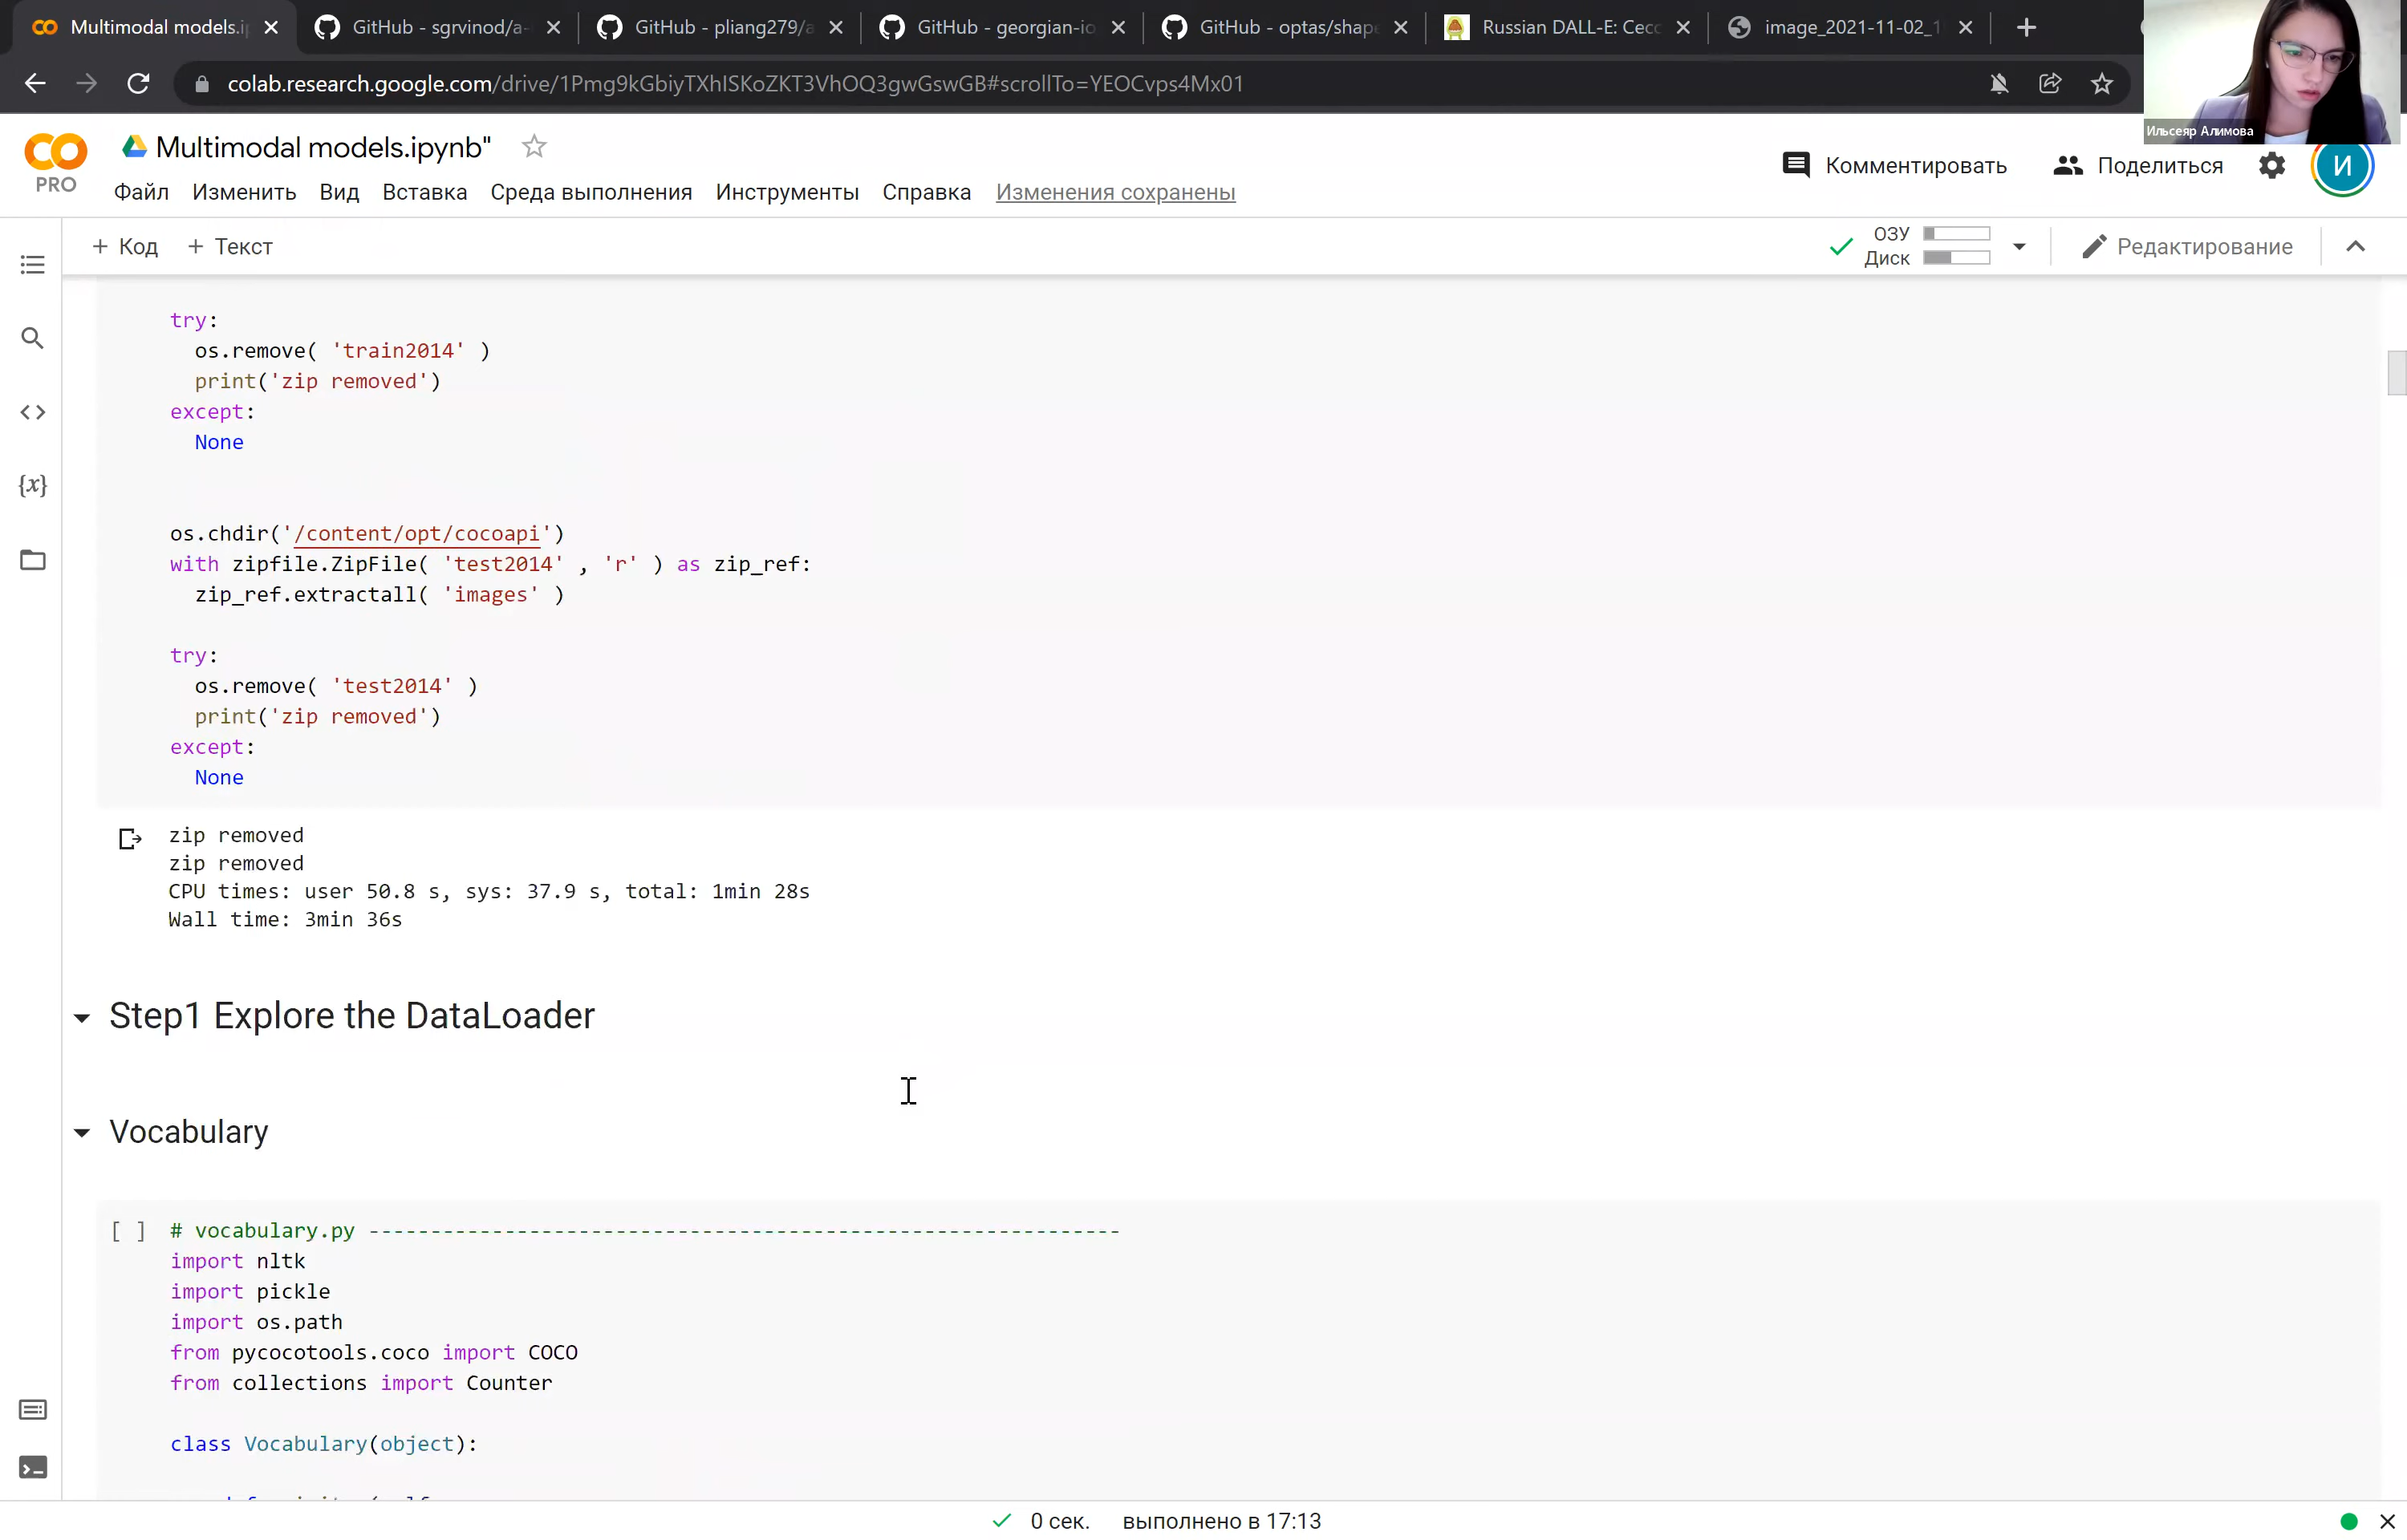 Multimodal models.i
GitHub - sgrvinod/a-
GitHub - pliang279/a
GitHub - georgian-io
GitHub - optas/shape
Russian DALL-E: Сесс
image_2021-11-02_1
colab.research.google.com/drive/1Pmg9kGbiyTXhISKoZKT3VhOQ3gwGswGB#scrollTo=YEOCvps4Mx01
Ильсеяр Алимова
CO
PRO
Multimodal models.ipynb"
Комментировать
Поделиться
И
Файл Изменить Вид Вставка Среда выполнения Инструменты Справка Изменения сохранены
+ Код + Текст
ОЗУ
Диск
Редактирование
try:
os.remove( 'train2014' )
print('zip removed')
except:
None
os.chdir('/content/opt/cocoapi')
with zipfile.ZipFile( 'test2014' , 'r' ) as zip_ref:
zip_ref.extractall( 'images' )
try:
os.remove( 'test2014' )
print('zip removed')
except:
None
zip removed
zip removed
CPU times: user 50.8 s, sys: 37.9 s, total: 1min 28s
Wall time: 3min 36s
Step1 Explore the DataLoader
Vocabulary
[ ] # vocabulary.py -------------------------------------------------------------
import nltk
import pickle
import os.path
from pycocotools.coco import COCO
from collections import Counter
class Vocabulary(object):
0 сек. выполнено в 17:13